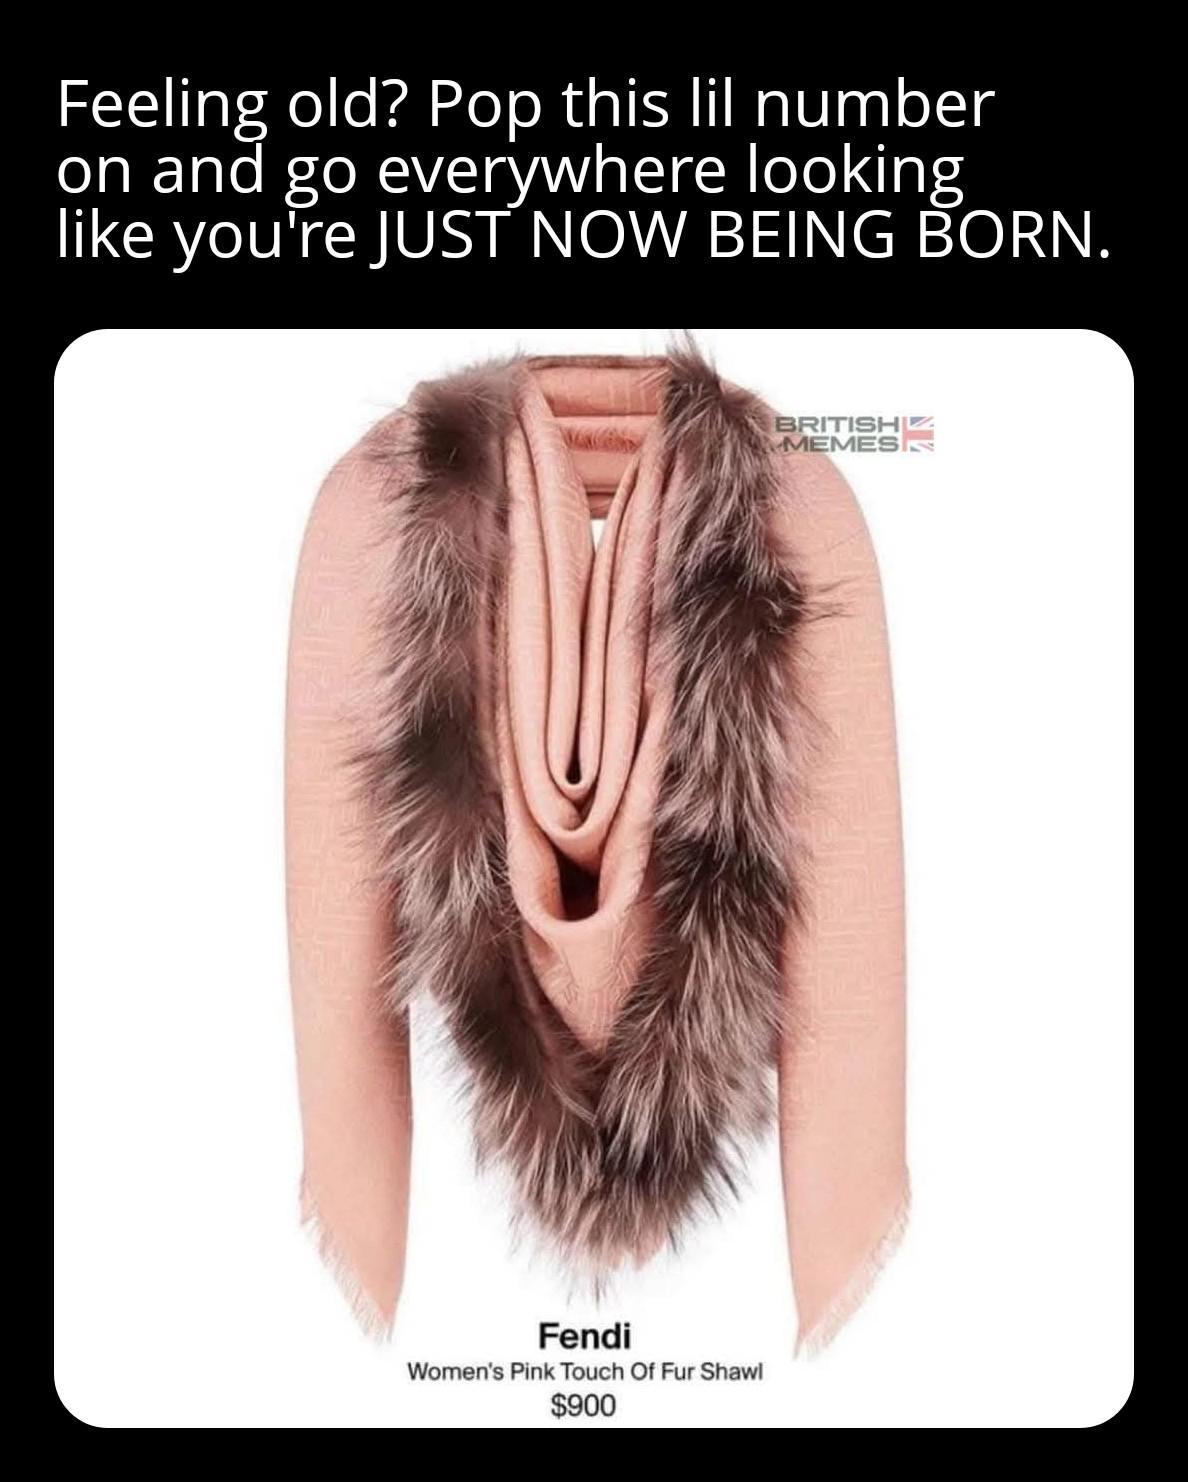 Feeling old? Pop this lil number
on and go everywhere looking
like you're JUST NOW BEING BORN.
BRITISH
MEMES
Fendi
Women's Pink Touch Of Fur Shawl
$900